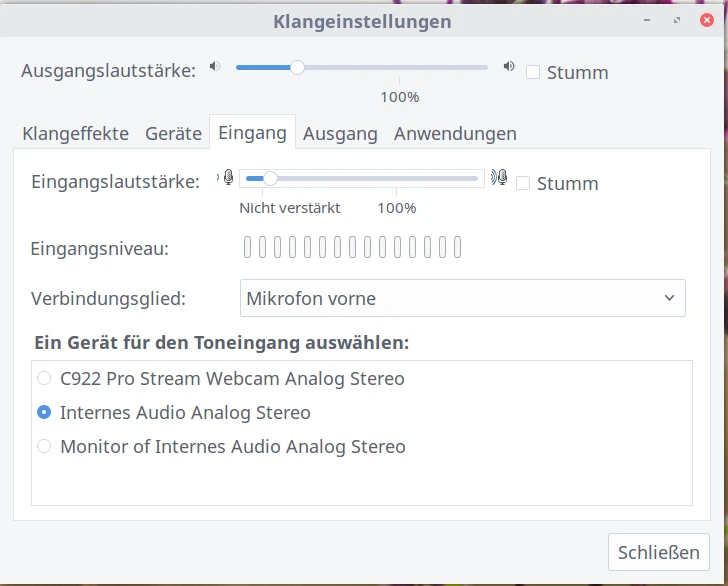 Klangeinstellungen
Ausgangslautstärke:
Stumm
100%
Klangeffekte Geräte Eingang Ausgang Anwendungen
Eingangslautstärke:
Stumm
Nicht verstärkt 100%
Eingangsniveau:
Verbindungsglied: Mikrofon vorne
Ein Gerät für den Toneingang auswählen:
C922 Pro Stream Webcam Analog Stereo
Internes Audio Analog Stereo
Monitor of Internes Audio Analog Stereo
Schließen